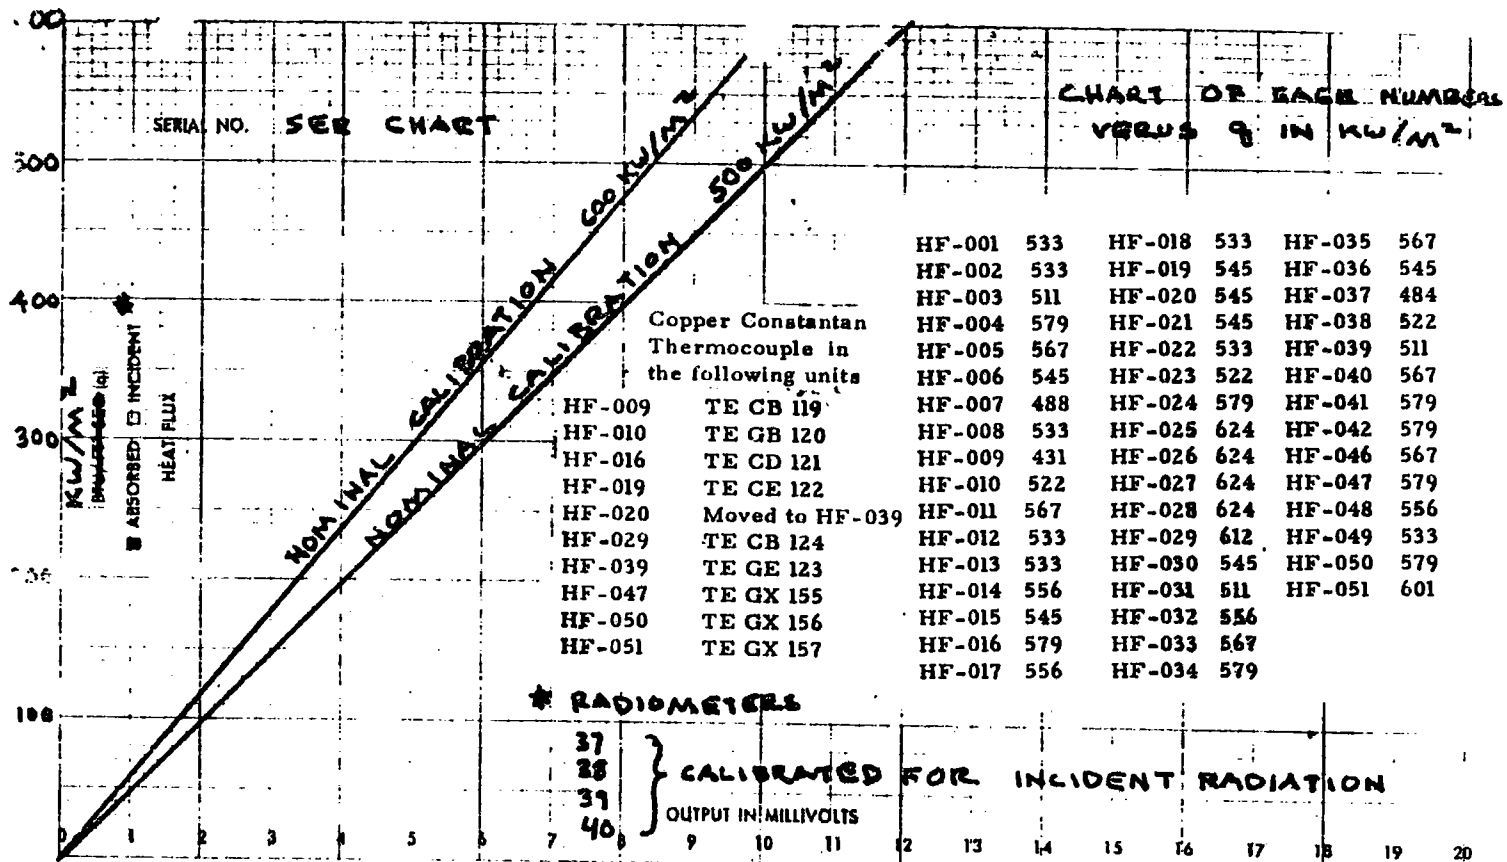 00
SERIAL NO. SEE CHART
CHART OF GAGE NUMBERS
VERUS q IN KW/M²
500
400
300
100
KW/M²
■ ABSORBED □ INCIDENT *
HEAT FLUX
NOMINAL CALIBRATION 600 KW/M²
NOMINAL CALIBRATION 500 KW/M²
Copper Constantan
Thermocouple in
the following units
HF-009 TE CB 119
HF-010 TE GB 120
HF-016 TE CD 121
HF-019 TE CE 122
HF-020 Moved to HF-039
HF-029 TE CB 124
HF-039 TE GE 123
HF-047 TE GX 155
HF-050 TE GX 156
HF-051 TE GX 157
HF-001 533 HF-018 533 HF-035 567
HF-002 533 HF-019 545 HF-036 545
HF-003 511 HF-020 545 HF-037 484
HF-004 579 HF-021 545 HF-038 522
HF-005 567 HF-022 533 HF-039 511
HF-006 545 HF-023 522 HF-040 567
HF-007 488 HF-024 579 HF-041 579
HF-008 533 HF-025 624 HF-042 579
HF-009 431 HF-026 624 HF-046 567
HF-010 522 HF-027 624 HF-047 579
HF-011 567 HF-028 624 HF-048 556
HF-012 533 HF-029 612 HF-049 533
HF-013 533 HF-030 545 HF-050 579
HF-014 556 HF-031 511 HF-051 601
HF-015 545 HF-032 556
HF-016 579 HF-033 567
HF-017 556 HF-034 579
* RADIOMETERS
37
38
39
40
CALIBRATED FOR INCIDENT RADIATION
OUTPUT IN MILLIVOLTS
0 1 2 3 4 5 6 7 8 9 10 11 12 13 14 15 16 17 18 19 20